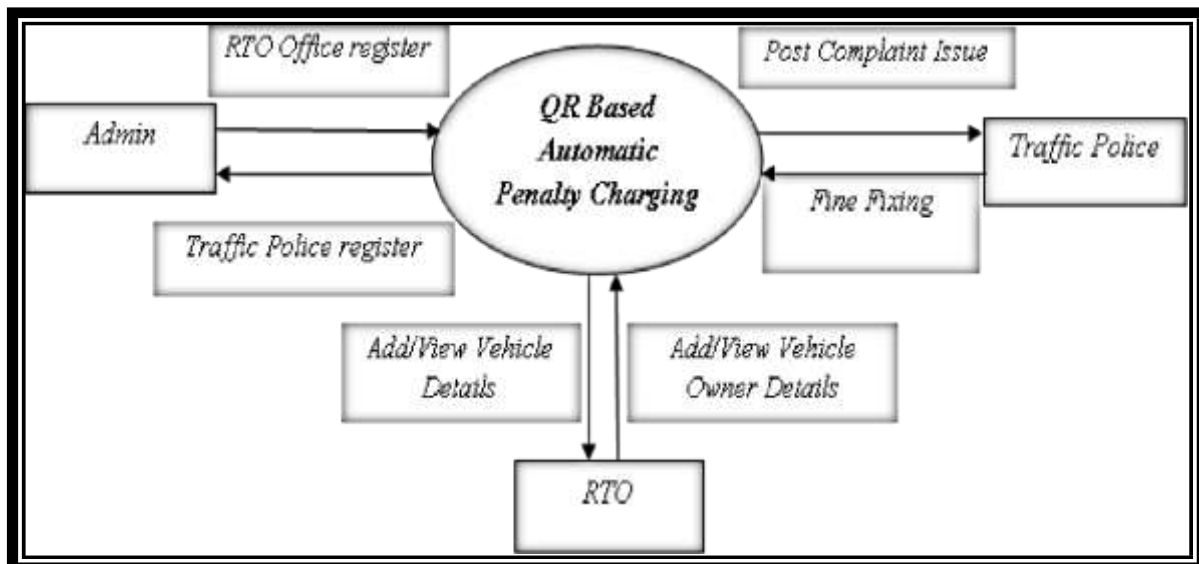 RTO Office register
Post Complaint Issue
Admin
QR Based
Automatic
Penalty Charging
Traffic Police
Fine Fixing
Traffic Police register
Add/View Vehicle
Details
Add/View Vehicle
Owner Details
RTO